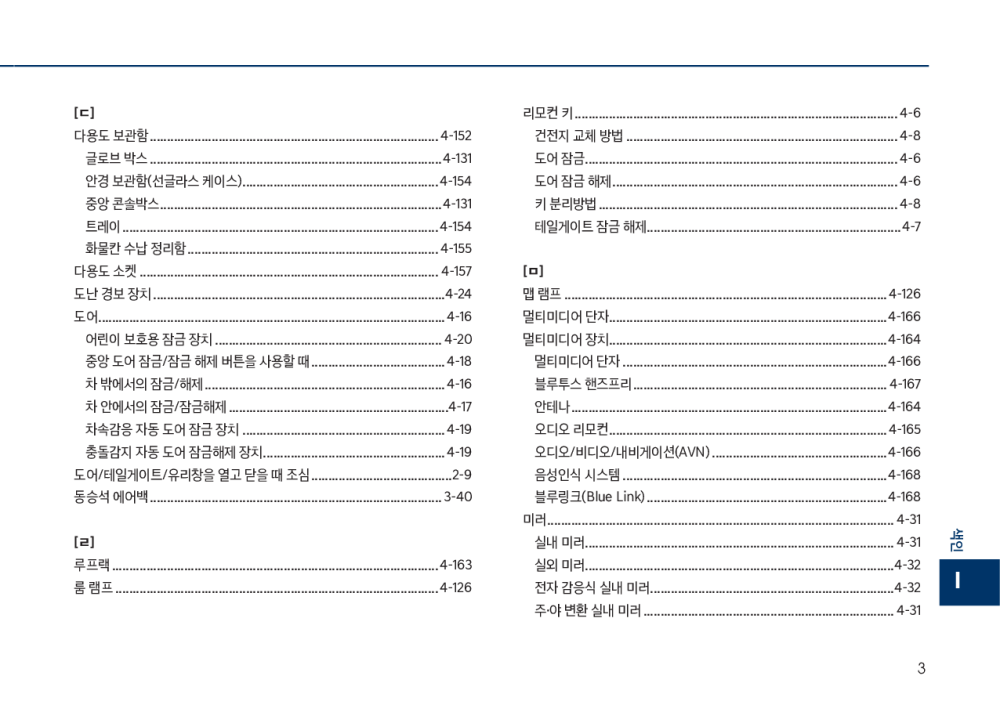 [ㄷ]
다용도 보관함 ........ 4-152
글로브 박스 ........ 4-131
안경 보관함(선글라스 케이스) ........ 4-154
중앙 콘솔박스 ........ 4-131
트레이 ........ 4-154
화물칸 수납 정리함 ........ 4-155
다용도 소켓 ........ 4-157
도난 경보 장치 ........ 4-24
도어 ........ 4-16
어린이 보호용 잠금 장치 ........ 4-20
중앙 도어 잠금/잠금 해제 버튼을 사용할 때 ........ 4-18
차 밖에서의 잠금/해제 ........ 4-16
차 안에서의 잠금/잠금해제 ........ 4-17
차속감응 자동 도어 잠금 장치 ........ 4-19
충돌감지 자동 도어 잠금해제 장치 ........ 4-19
도어/테일게이트/유리창을 열고 닫을 때 조심 ........ 2-9
동승석 에어백 ........ 3-40
[ㄹ]
루프랙 ........ 4-163
룸 램프 ........ 4-126
리모컨 키 ........ 4-6
건전지 교체 방법 ........ 4-8
도어 잠금 ........ 4-6
도어 잠금 해제 ........ 4-6
키 분리방법 ........ 4-8
테일게이트 잠금 해제 ........ 4-7
[ㅁ]
맵 램프 ........ 4-126
멀티미디어 단자 ........ 4-166
멀티미디어 장치 ........ 4-164
멀티미디어 단자 ........ 4-166
블루투스 핸즈프리 ........ 4-167
안테나 ........ 4-164
오디오 리모컨 ........ 4-165
오디오/비디오/내비게이션(AVN) ........ 4-166
음성인식 시스템 ........ 4-168
블루링크(Blue Link) ........ 4-168
미러 ........ 4-31
실내 미러 ........ 4-31
실외 미러 ........ 4-32
전자 감응식 실내 미러 ........ 4-32
주·야 변환 실내 미러 ........ 4-31
색인
I
3